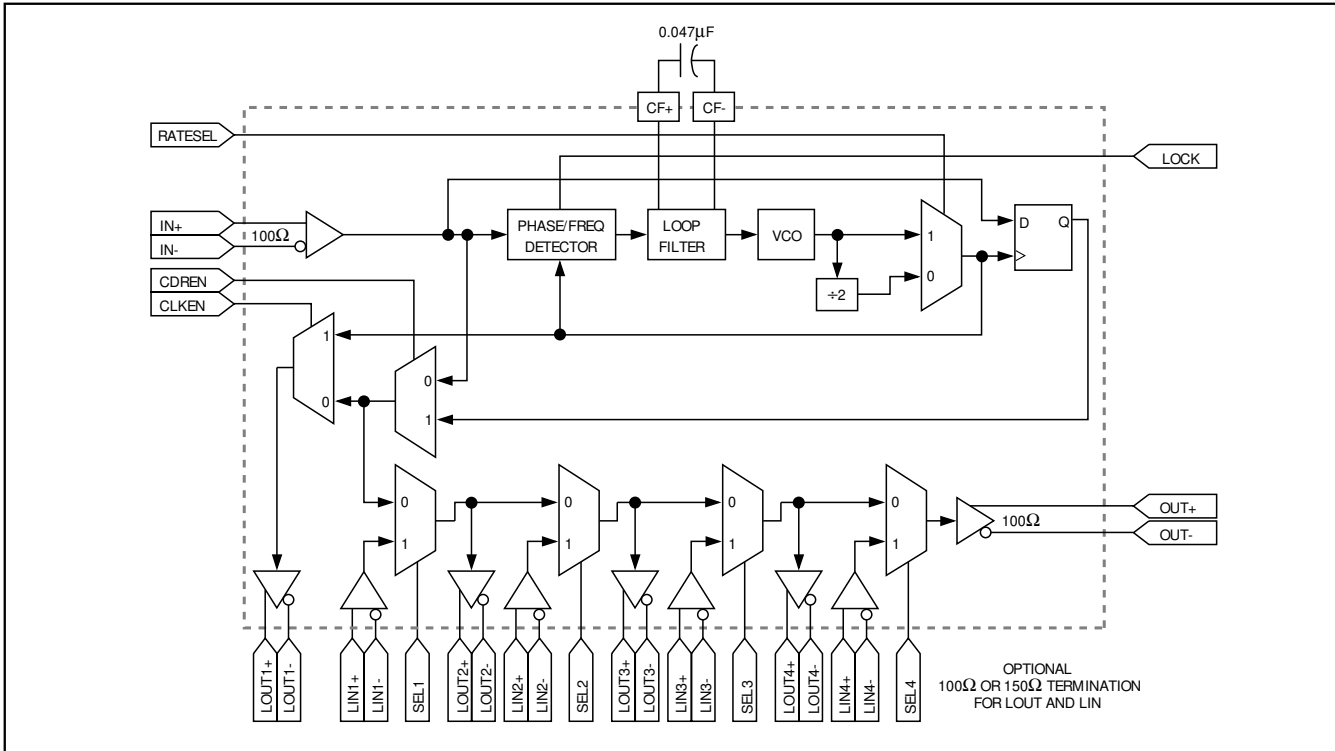 0.047µF
CF+
CF-
RATESEL
LOCK
IN+
IN-
100Ω
PHASE/FREQ
DETECTOR
LOOP
FILTER
VCO
1
0
÷2
D
Q
CDREN
CLKEN
1
0
0
1
0
1
0
1
0
1
0
1
100Ω
OUT+
OUT-
LOUT1+
LOUT1-
LIN1+
LIN1-
SEL1
LOUT2+
LOUT2-
LIN2+
LIN2-
SEL2
LOUT3+
LOUT3-
LIN3+
LIN3-
SEL3
LOUT4+
LOUT4-
LIN4+
LIN4-
SEL4
OPTIONAL
100Ω OR 150Ω TERMINATION
FOR LOUT AND LIN